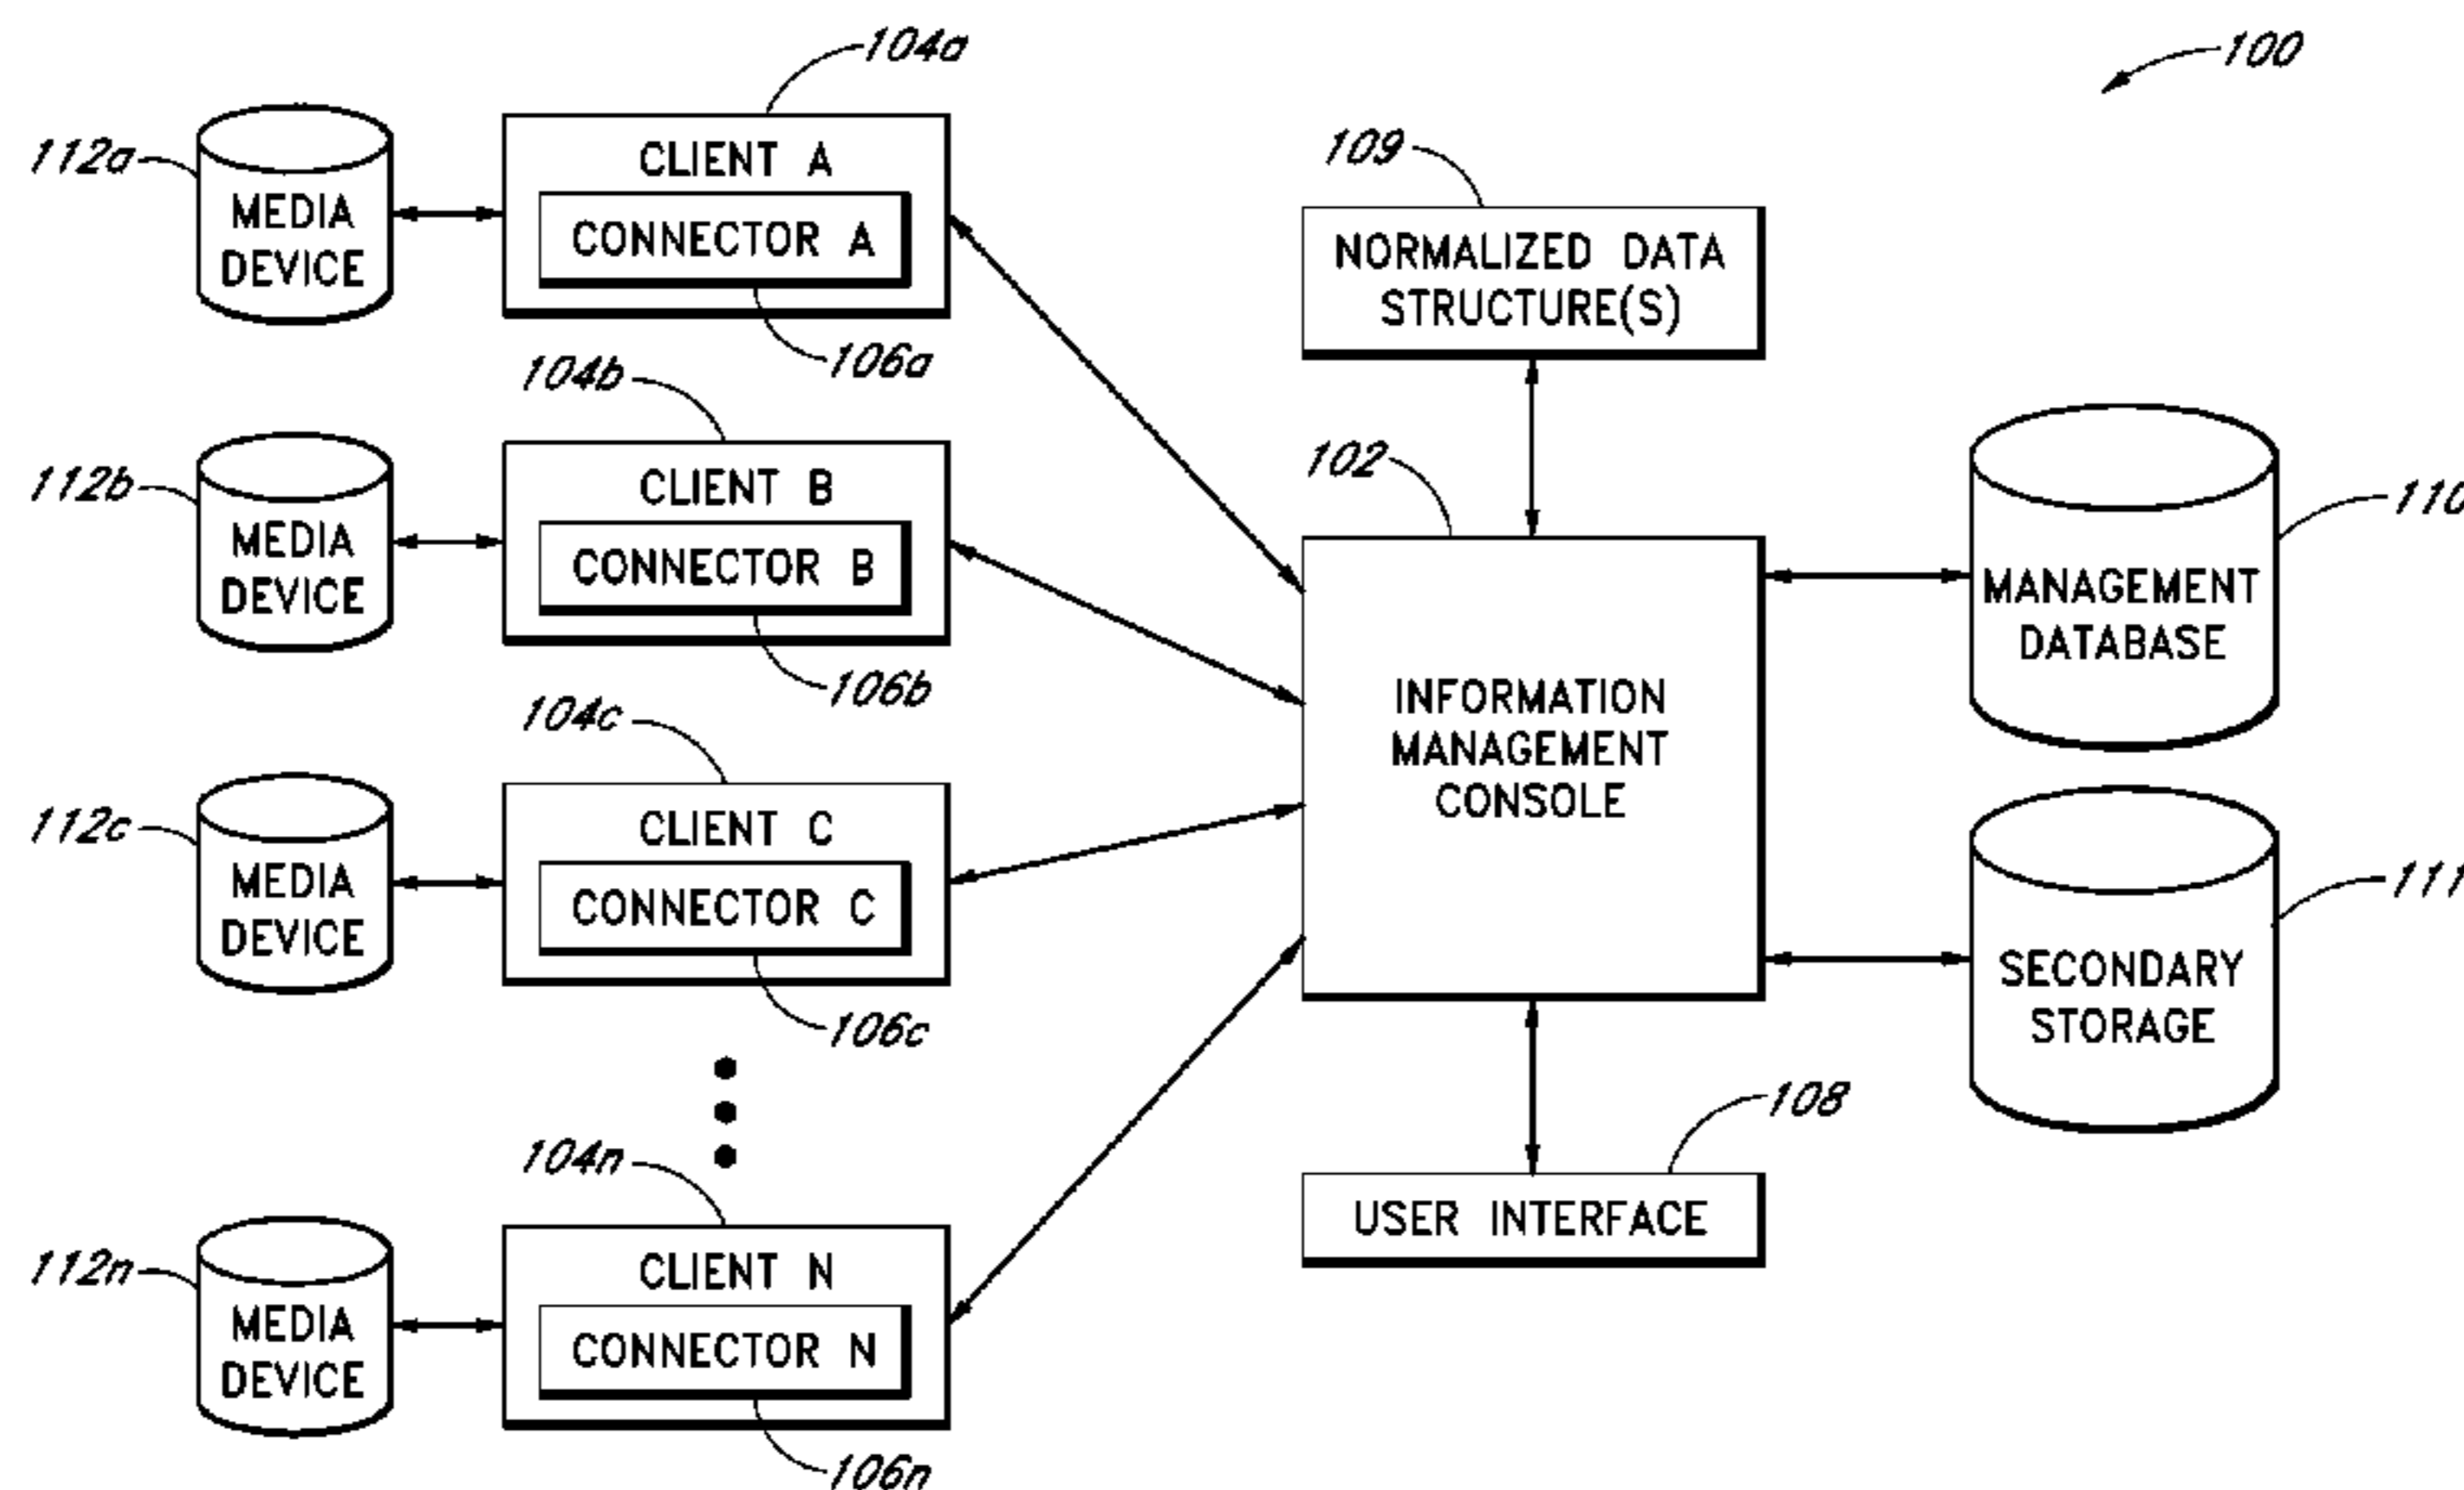 100
104a
112a
MEDIA
DEVICE
CLIENT A
CONNECTOR A
106a
104b
112b
MEDIA
DEVICE
CLIENT B
CONNECTOR B
106b
104c
112c
MEDIA
DEVICE
CLIENT C
CONNECTOR C
106c
104n
112n
MEDIA
DEVICE
CLIENT N
CONNECTOR N
106n
109
NORMALIZED DATA
STRUCTURE(S)
102
INFORMATION
MANAGEMENT
CONSOLE
110
MANAGEMENT
DATABASE
111
SECONDARY
STORAGE
108
USER INTERFACE